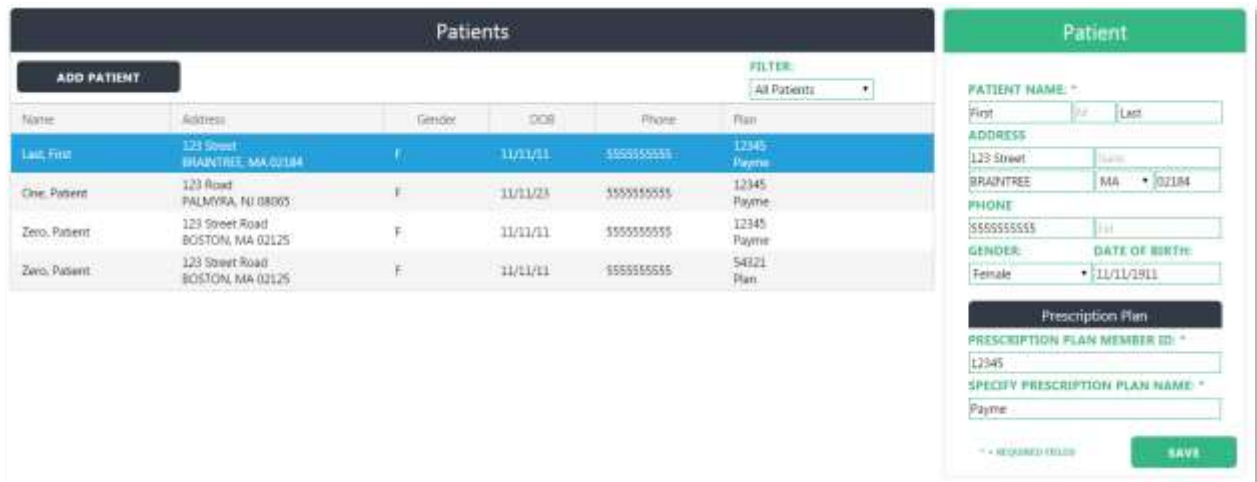 Patients
ADD PATIENT
FILTER:
All Patients
Name Address Gender DOB Phone Plan
Last, First 123 Street F 11/11/11 5555555555 12345
BRAINTREE, MA 02184 Payme
One, Patient 123 Road F 11/11/23 5555555555 12345
PALMYRA, NJ 08065 Payme
Zero, Patient 123 Street Road F 11/11/11 5555555555 12345
BOSTON, MA 02125 Payme
Zero, Patient 123 Street Road F 11/11/11 5555555555 54321
BOSTON, MA 02125 Plan
Patient
PATIENT NAME: *
First MI Last
ADDRESS
123 Street Suite
BRAINTREE MA 02184
PHONE
5555555555 Ext
GENDER: DATE OF BIRTH:
Female 11/11/1911
Prescription Plan
PRESCRIPTION PLAN MEMBER ID: *
12345
SPECIFY PRESCRIPTION PLAN NAME: *
Payme
* = REQUIRED FIELDS SAVE